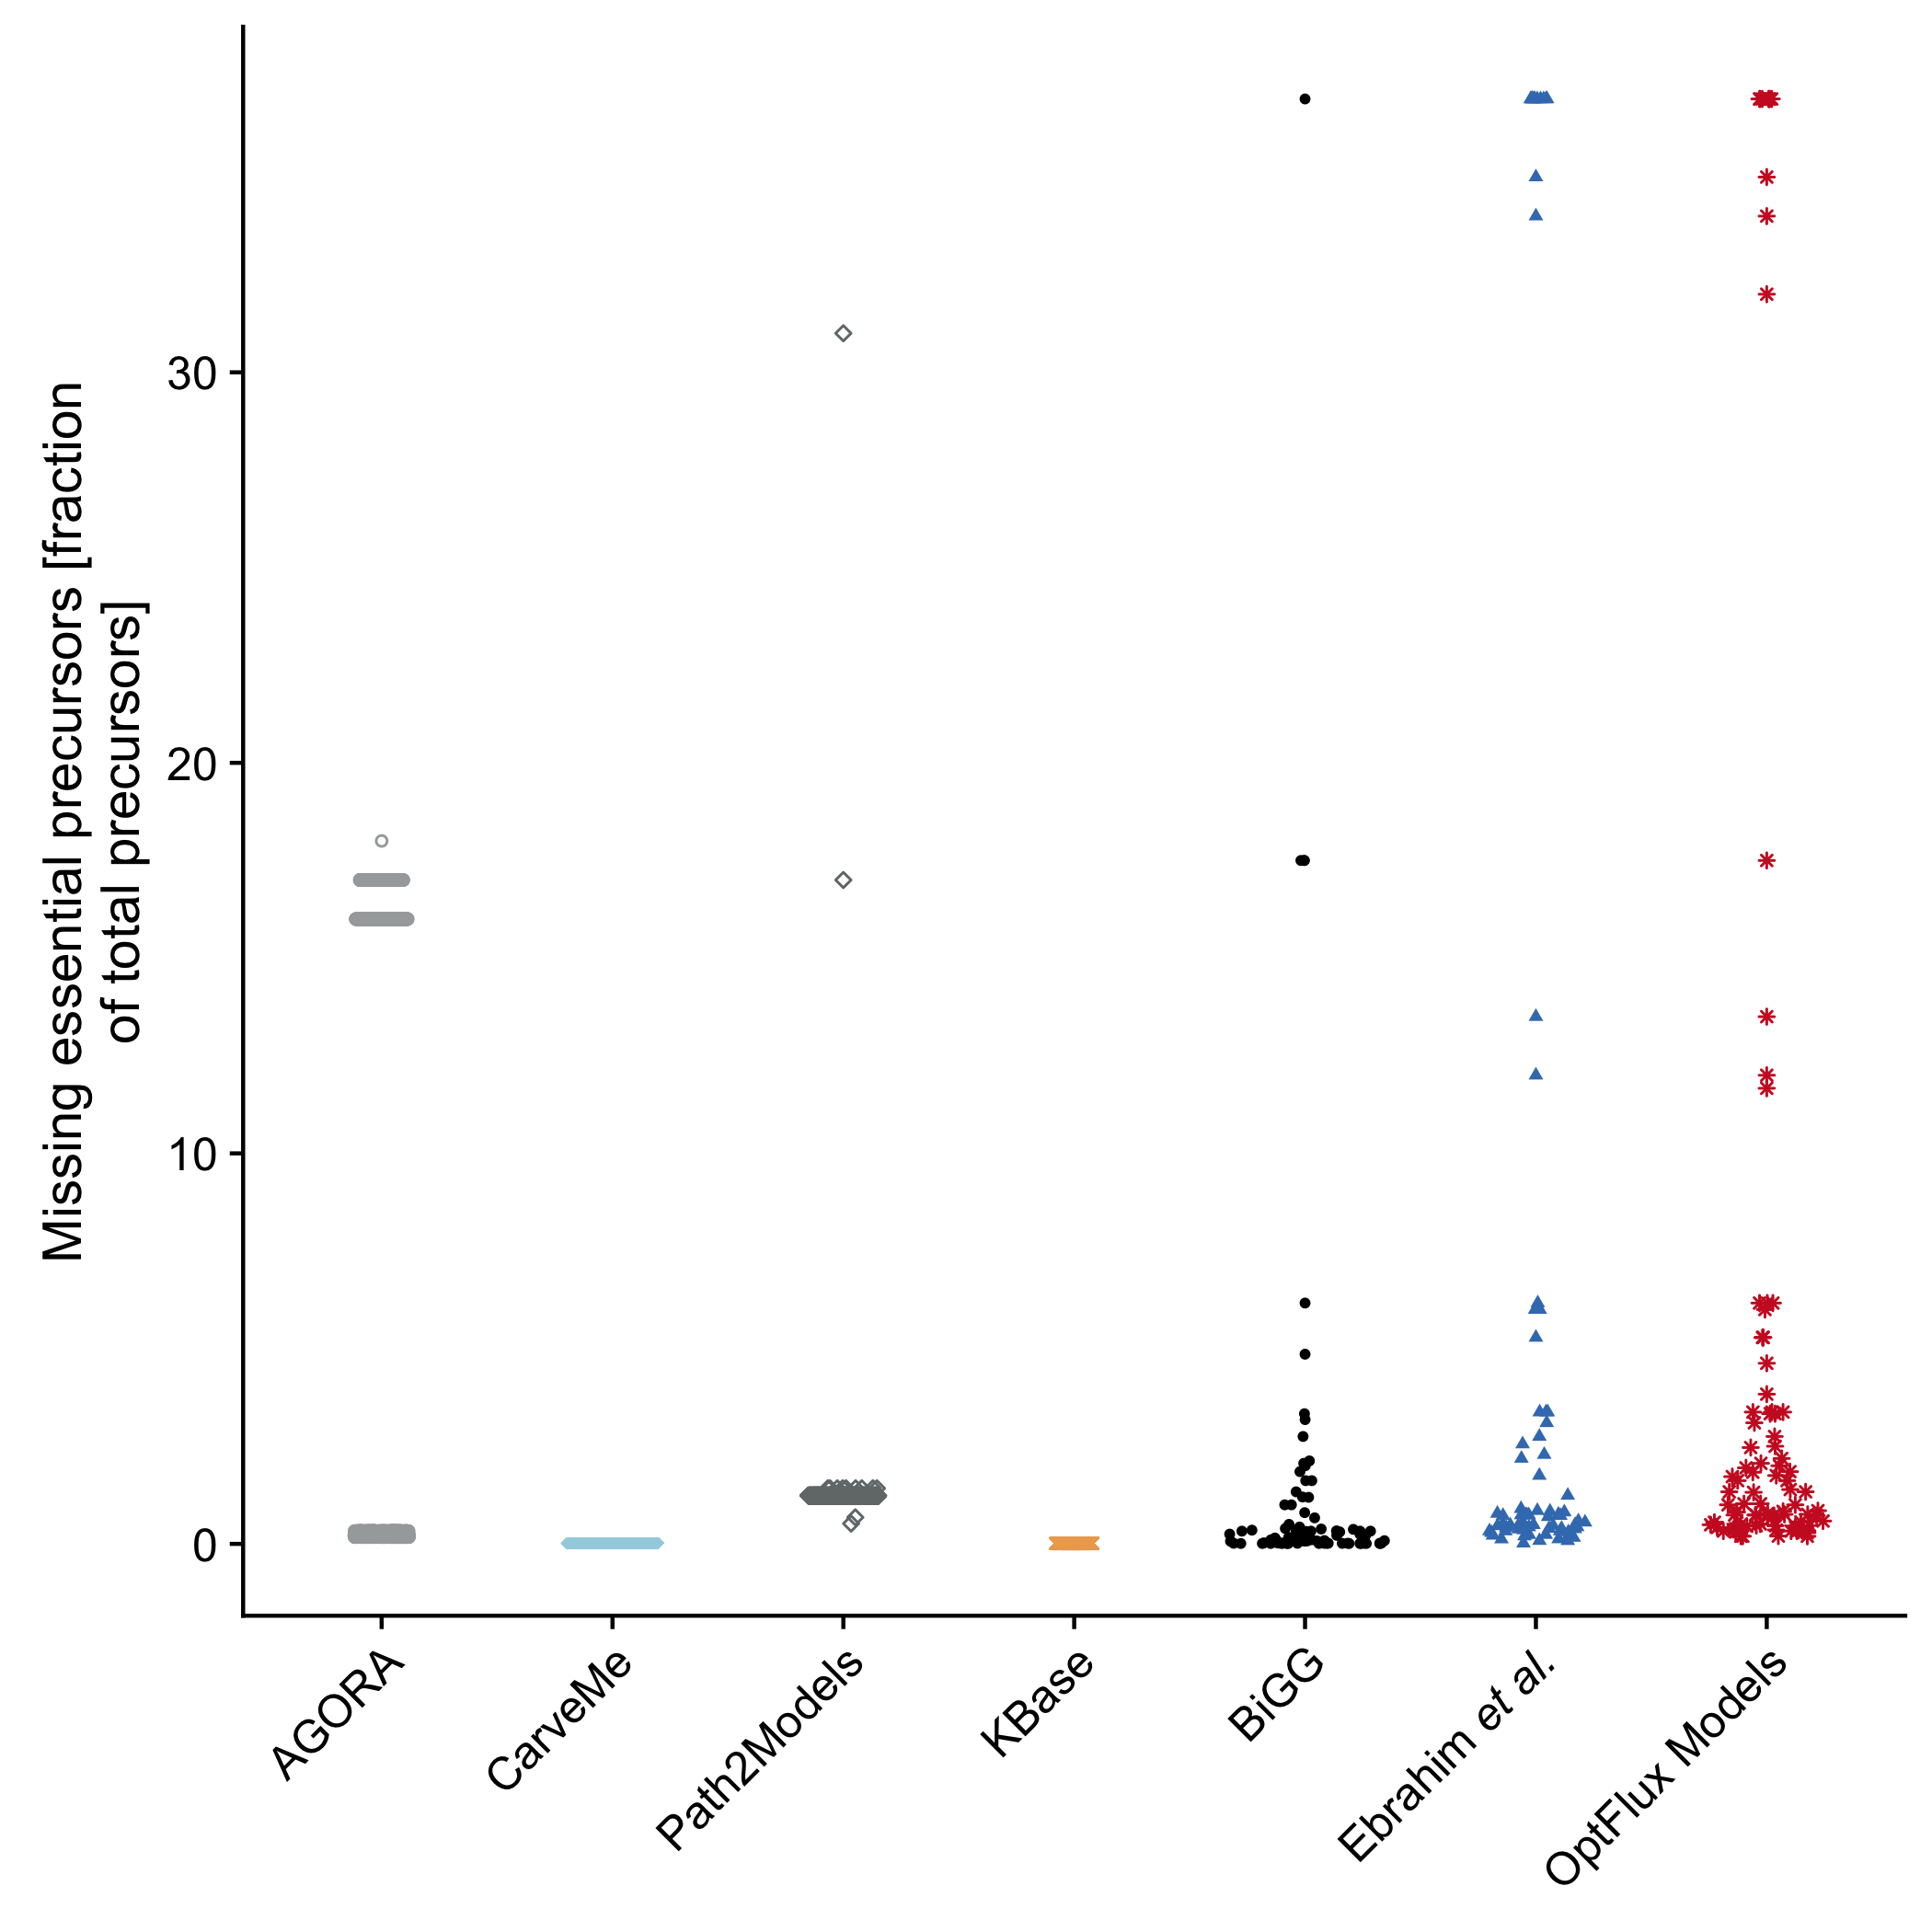 Missing essential precursors [fraction
of total precursors]
30
20
10
0
AGORA
CarveMe
Path2Models
KBase
BiGG
Ebrahim et al.
OptFlux Models